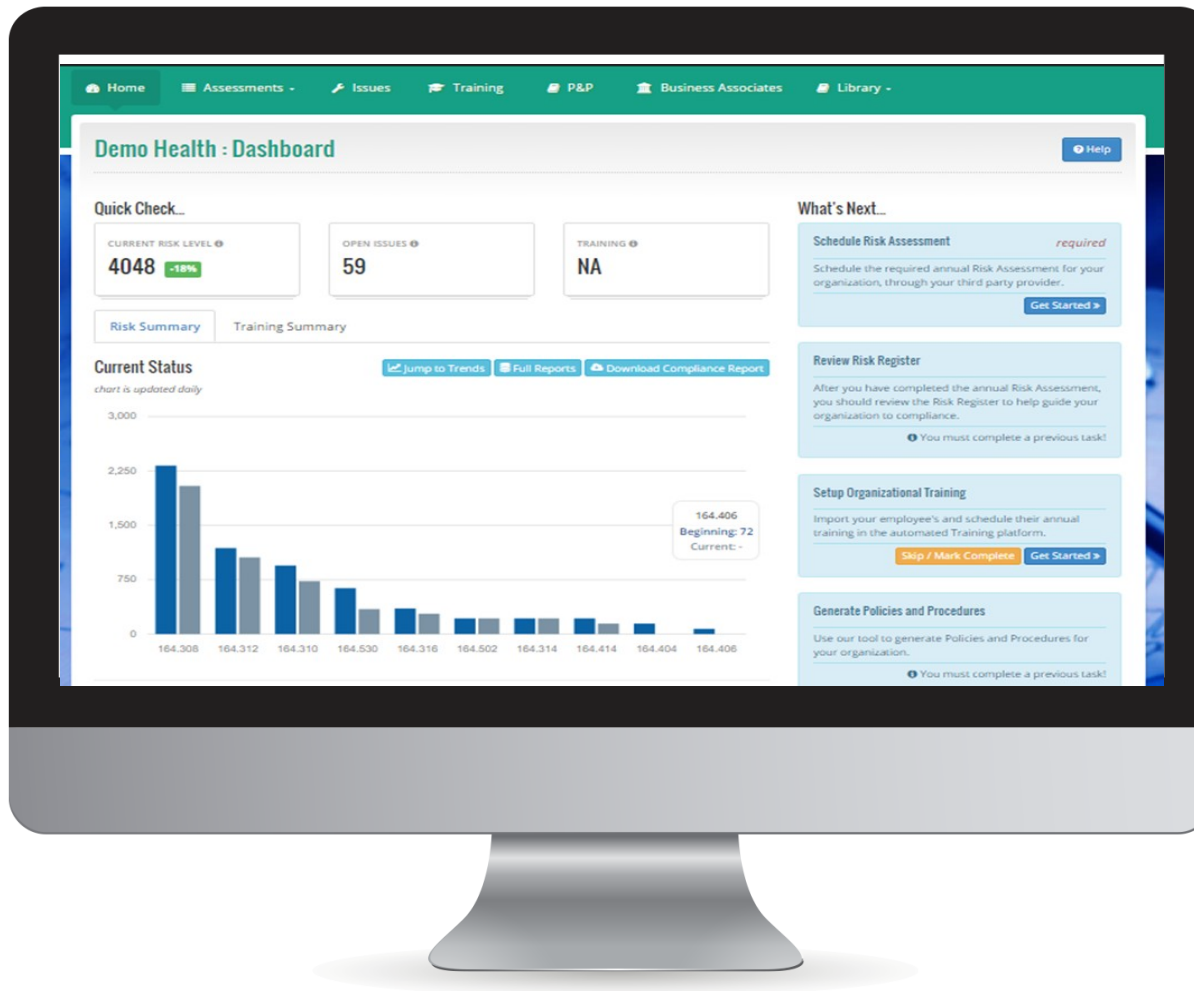 Home Assessments Issues Training P&P Business Associates Library
Demo Health : Dashboard
Help
Quick Check...
CURRENT RISK LEVEL
4048 -18%
OPEN ISSUES
59
TRAINING
NA
Risk Summary Training Summary
Current Status
Jump to Trends Full Reports Download Compliance Report
chart is updated daily
3,000
2,250
1,500
750
0
164.406
Beginning: 72
Current: -
164.308 164.312 164.310 164.530 164.316 164.502 164.314 164.414 164.404 164.406
What's Next...
Schedule Risk Assessment required
Schedule the required annual Risk Assessment for your
organization, through your third party provider.
Get Started »
Review Risk Register
After you have completed the annual Risk Assessment,
you should review the Risk Register to help guide your
organization to compliance.
You must complete a previous task!
Setup Organizational Training
Import your employee's and schedule their annual
training in the automated Training platform.
Skip / Mark Complete Get Started »
Generate Policies and Procedures
Use our tool to generate Policies and Procedures for
your organization.
You must complete a previous task!